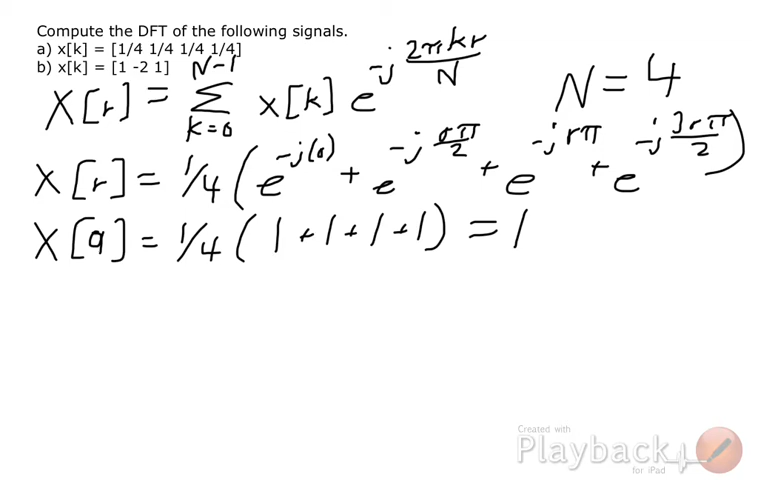 Compute the DFT of the following signals.
a) x[k] = [1/4 1/4 1/4 1/4]
b) x[k] = [1 -2 1]
X[r] = Σ_{k=0}^{N-1} x[k] e^{-j 2πkr/N}    N = 4
X[r] = 1/4 ( e^{-j(0)} + e^{-j rπ/2} + e^{-jrπ} + e^{-j 3rπ/2} )
X[0] = 1/4 ( 1 + 1 + 1 + 1 ) = 1
Created with
Playback
for iPad